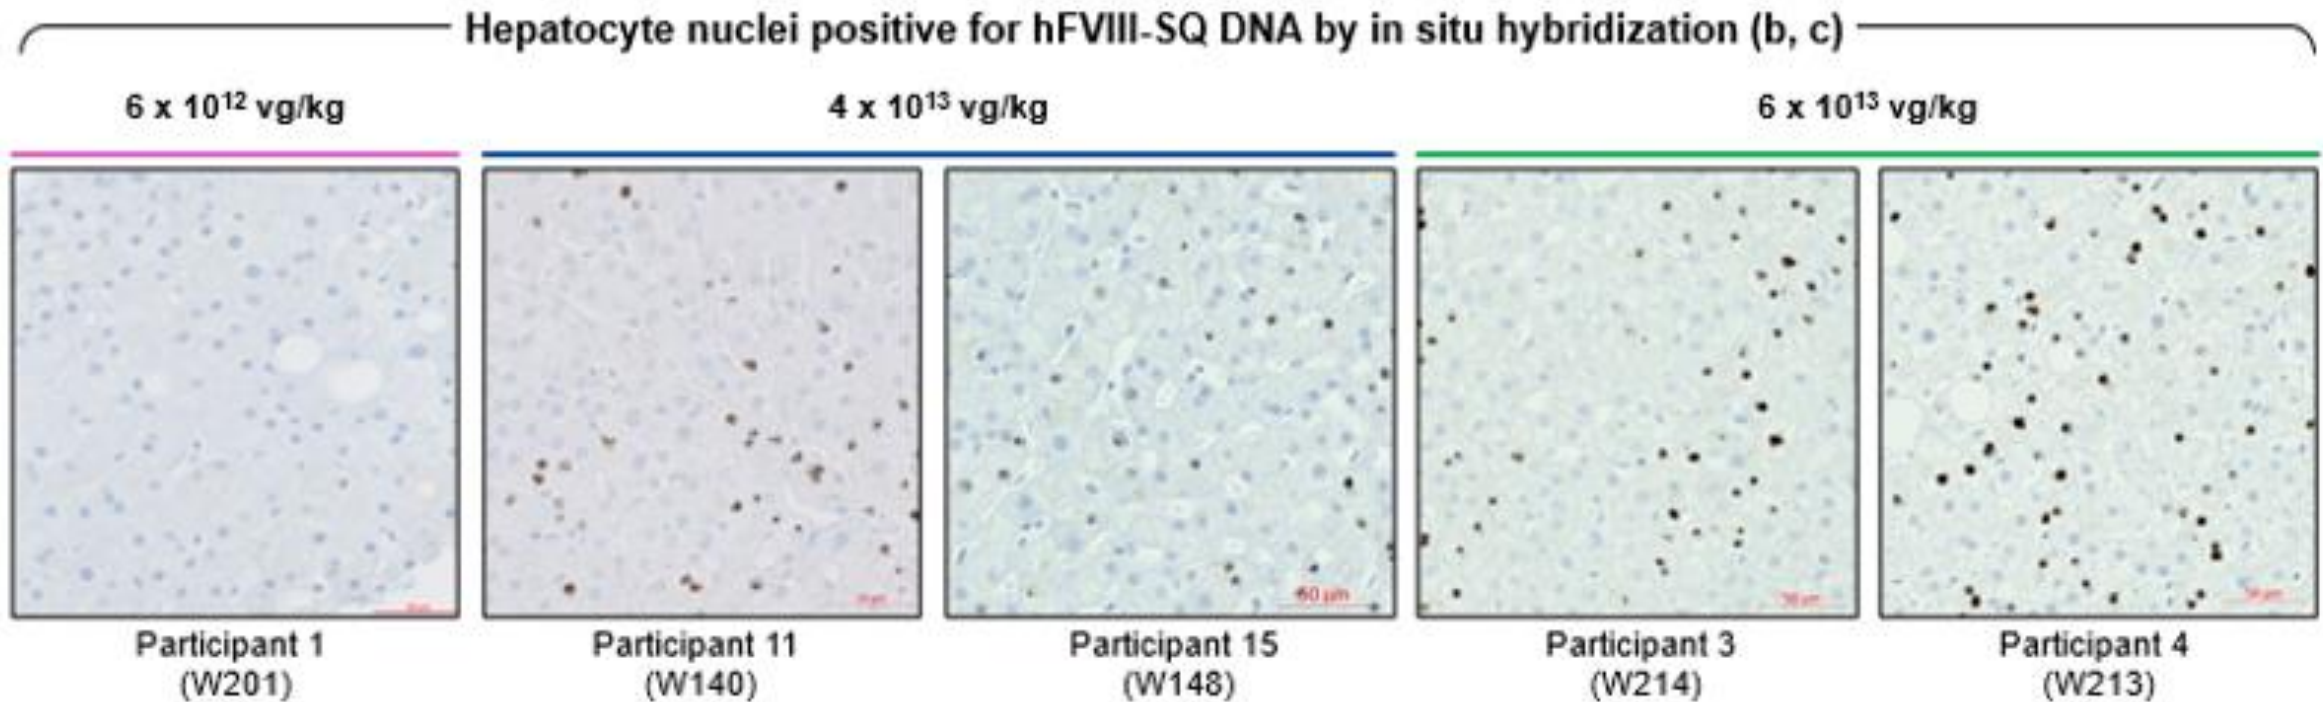 Hepatocyte nuclei positive for hFVIII-SQ DNA by in situ hybridization (b, c)
6 x 10¹² vg/kg
4 x 10¹³ vg/kg
6 x 10¹³ vg/kg
60 µm
Participant 1
(W201)
Participant 11
(W140)
Participant 15
(W148)
Participant 3
(W214)
Participant 4
(W213)